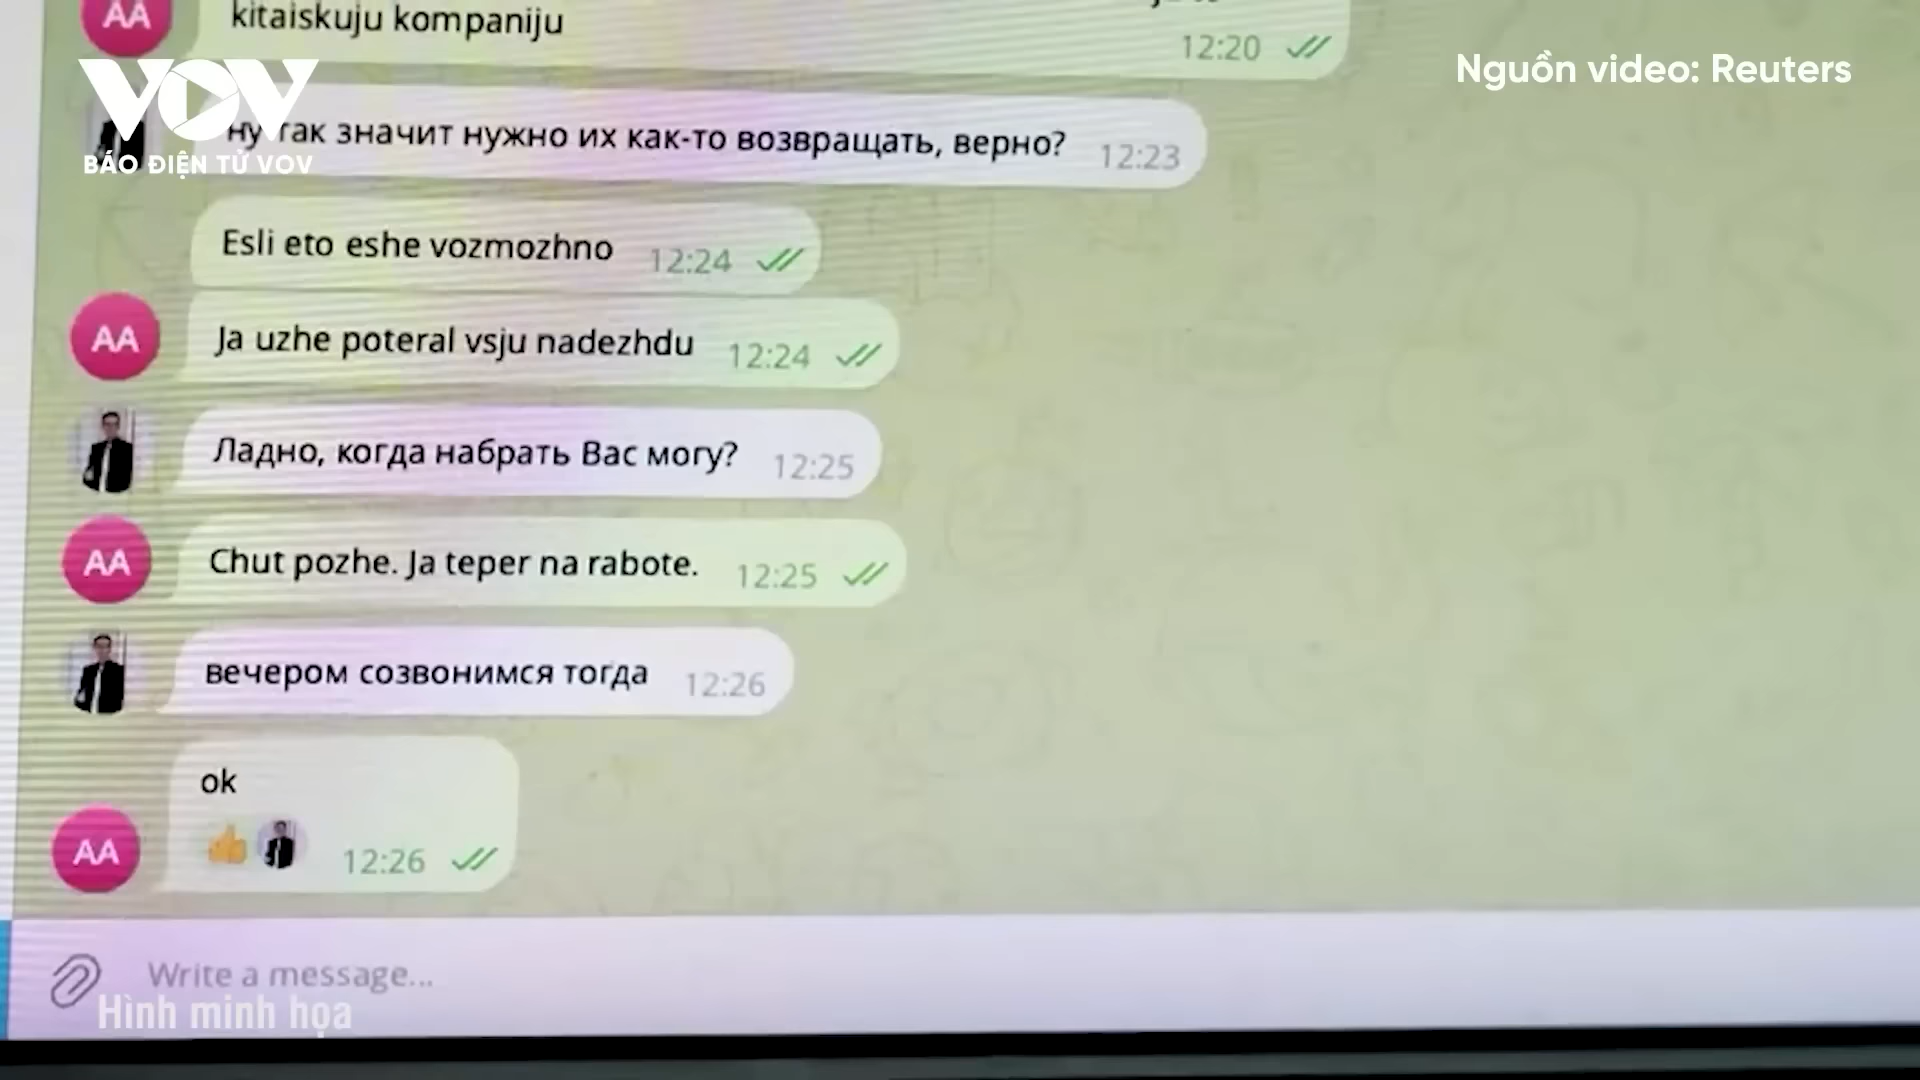 kitaiskuju kompaniju
12:20
Nguồn video: Reuters
VOV
BÁO ĐIỆN TỬ VOV
ну так значит нужно их как-то возвращать, верно? 12:23
Esli eto eshe vozmozhno 12:24
AA
Ja uzhe poteral vsju nadezhdu 12:24
Ладно, когда набрать Вас могу? 12:25
AA
Chut pozhe. Ja teper na rabote. 12:25
вечером созвонимся тогда 12:26
ok
AA
12:26
Write a message...
Hình minh họa